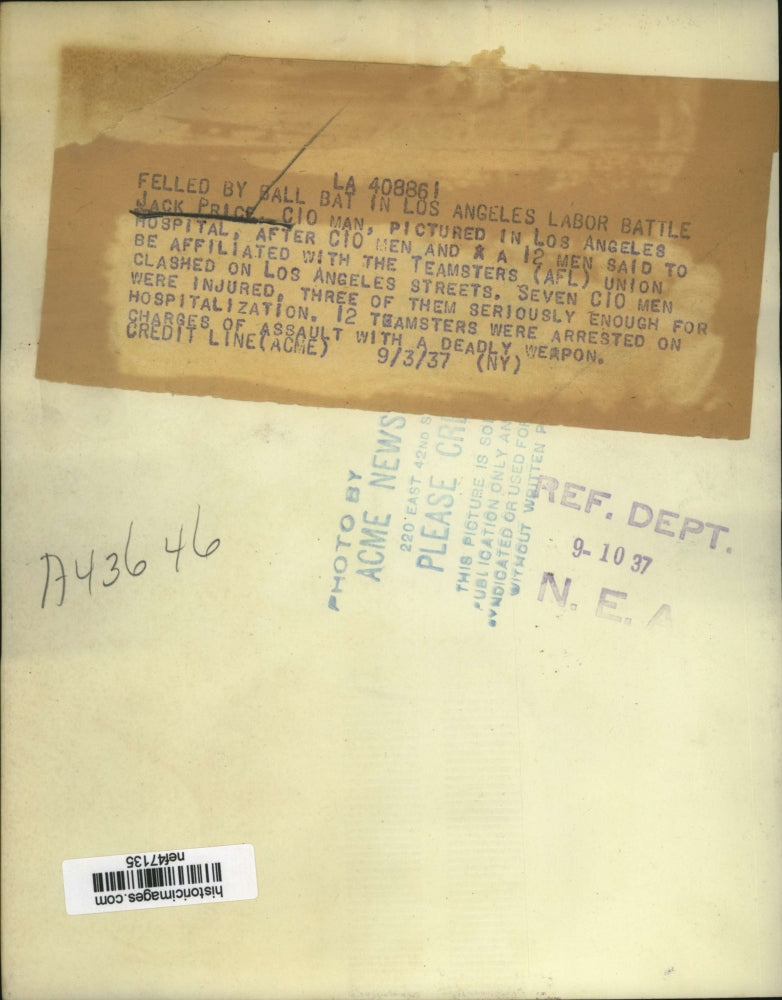 LA 408861
FELLED BY BALL BAT IN LOS ANGELES LABOR BATTLE
JACK PRICE, CIO MAN, PICTURED IN LOS ANGELES
HOSPITAL, AFTER CIO MEN AND & A 12 MEN SAID TO
BE AFFILIATED WITH THE TEAMSTERS (AFL) UNION
CLASHED ON LOS ANGELES STREETS. SEVEN CIO MEN
WERE INJURED, THREE OF THEM SERIOUSLY ENOUGH FOR
HOSPITALIZATION. 12 TEAMSTERS WERE ARRESTED ON
CHARGES OF ASSAULT WITH A DEADLY WEAPON.
CREDIT LINE(ACME) 9/3/37 (NY)
PHOTO BY
ACME NEWS
220 EAST 42ND S
PLEASE CR
THIS PICTURE IS SO
PUBLICATION ONLY AN
SYNDICATED OR USED FOR
WITHOUT WRITTEN P
REF. DEPT.
9-10 37
N. E. A
A43646
historicimages.com
nef47135